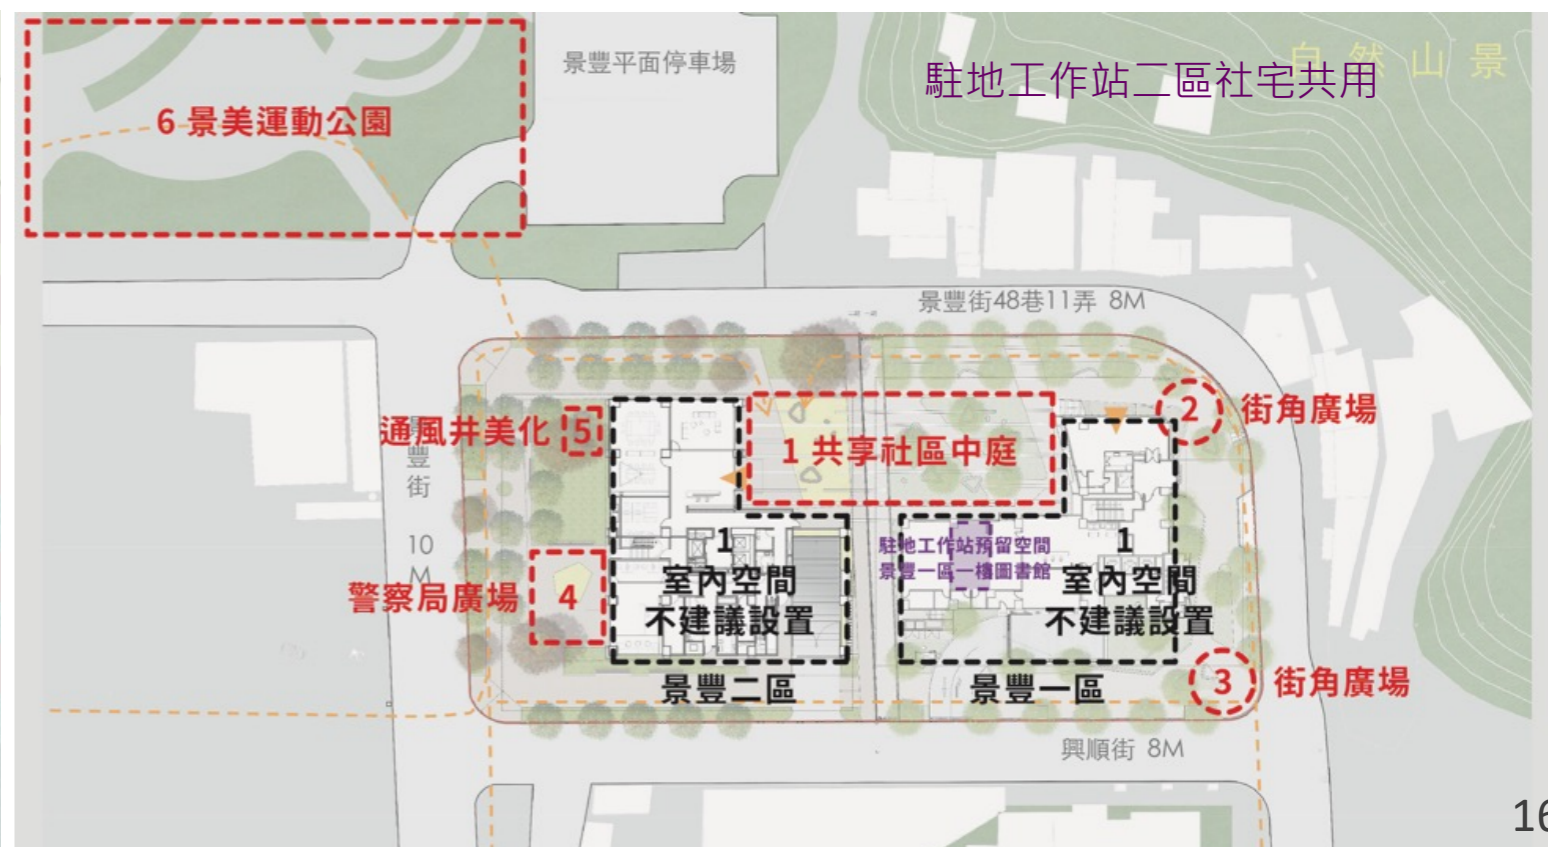 景豐平面停車場
自然山景
駐地工作站二區社宅共用
6 景美運動公園
景豐街48巷11弄 8M
2 街角廣場
通風井美化 5
1 共享社區中庭
景豐街 10M
1
室內空間
不建議設置
駐地工作站預留空間
景豐一區一樓圖書館
1
室內空間
不建議設置
警察局廣場 4
景豐二區
景豐一區
3 街角廣場
興順街 8M
16